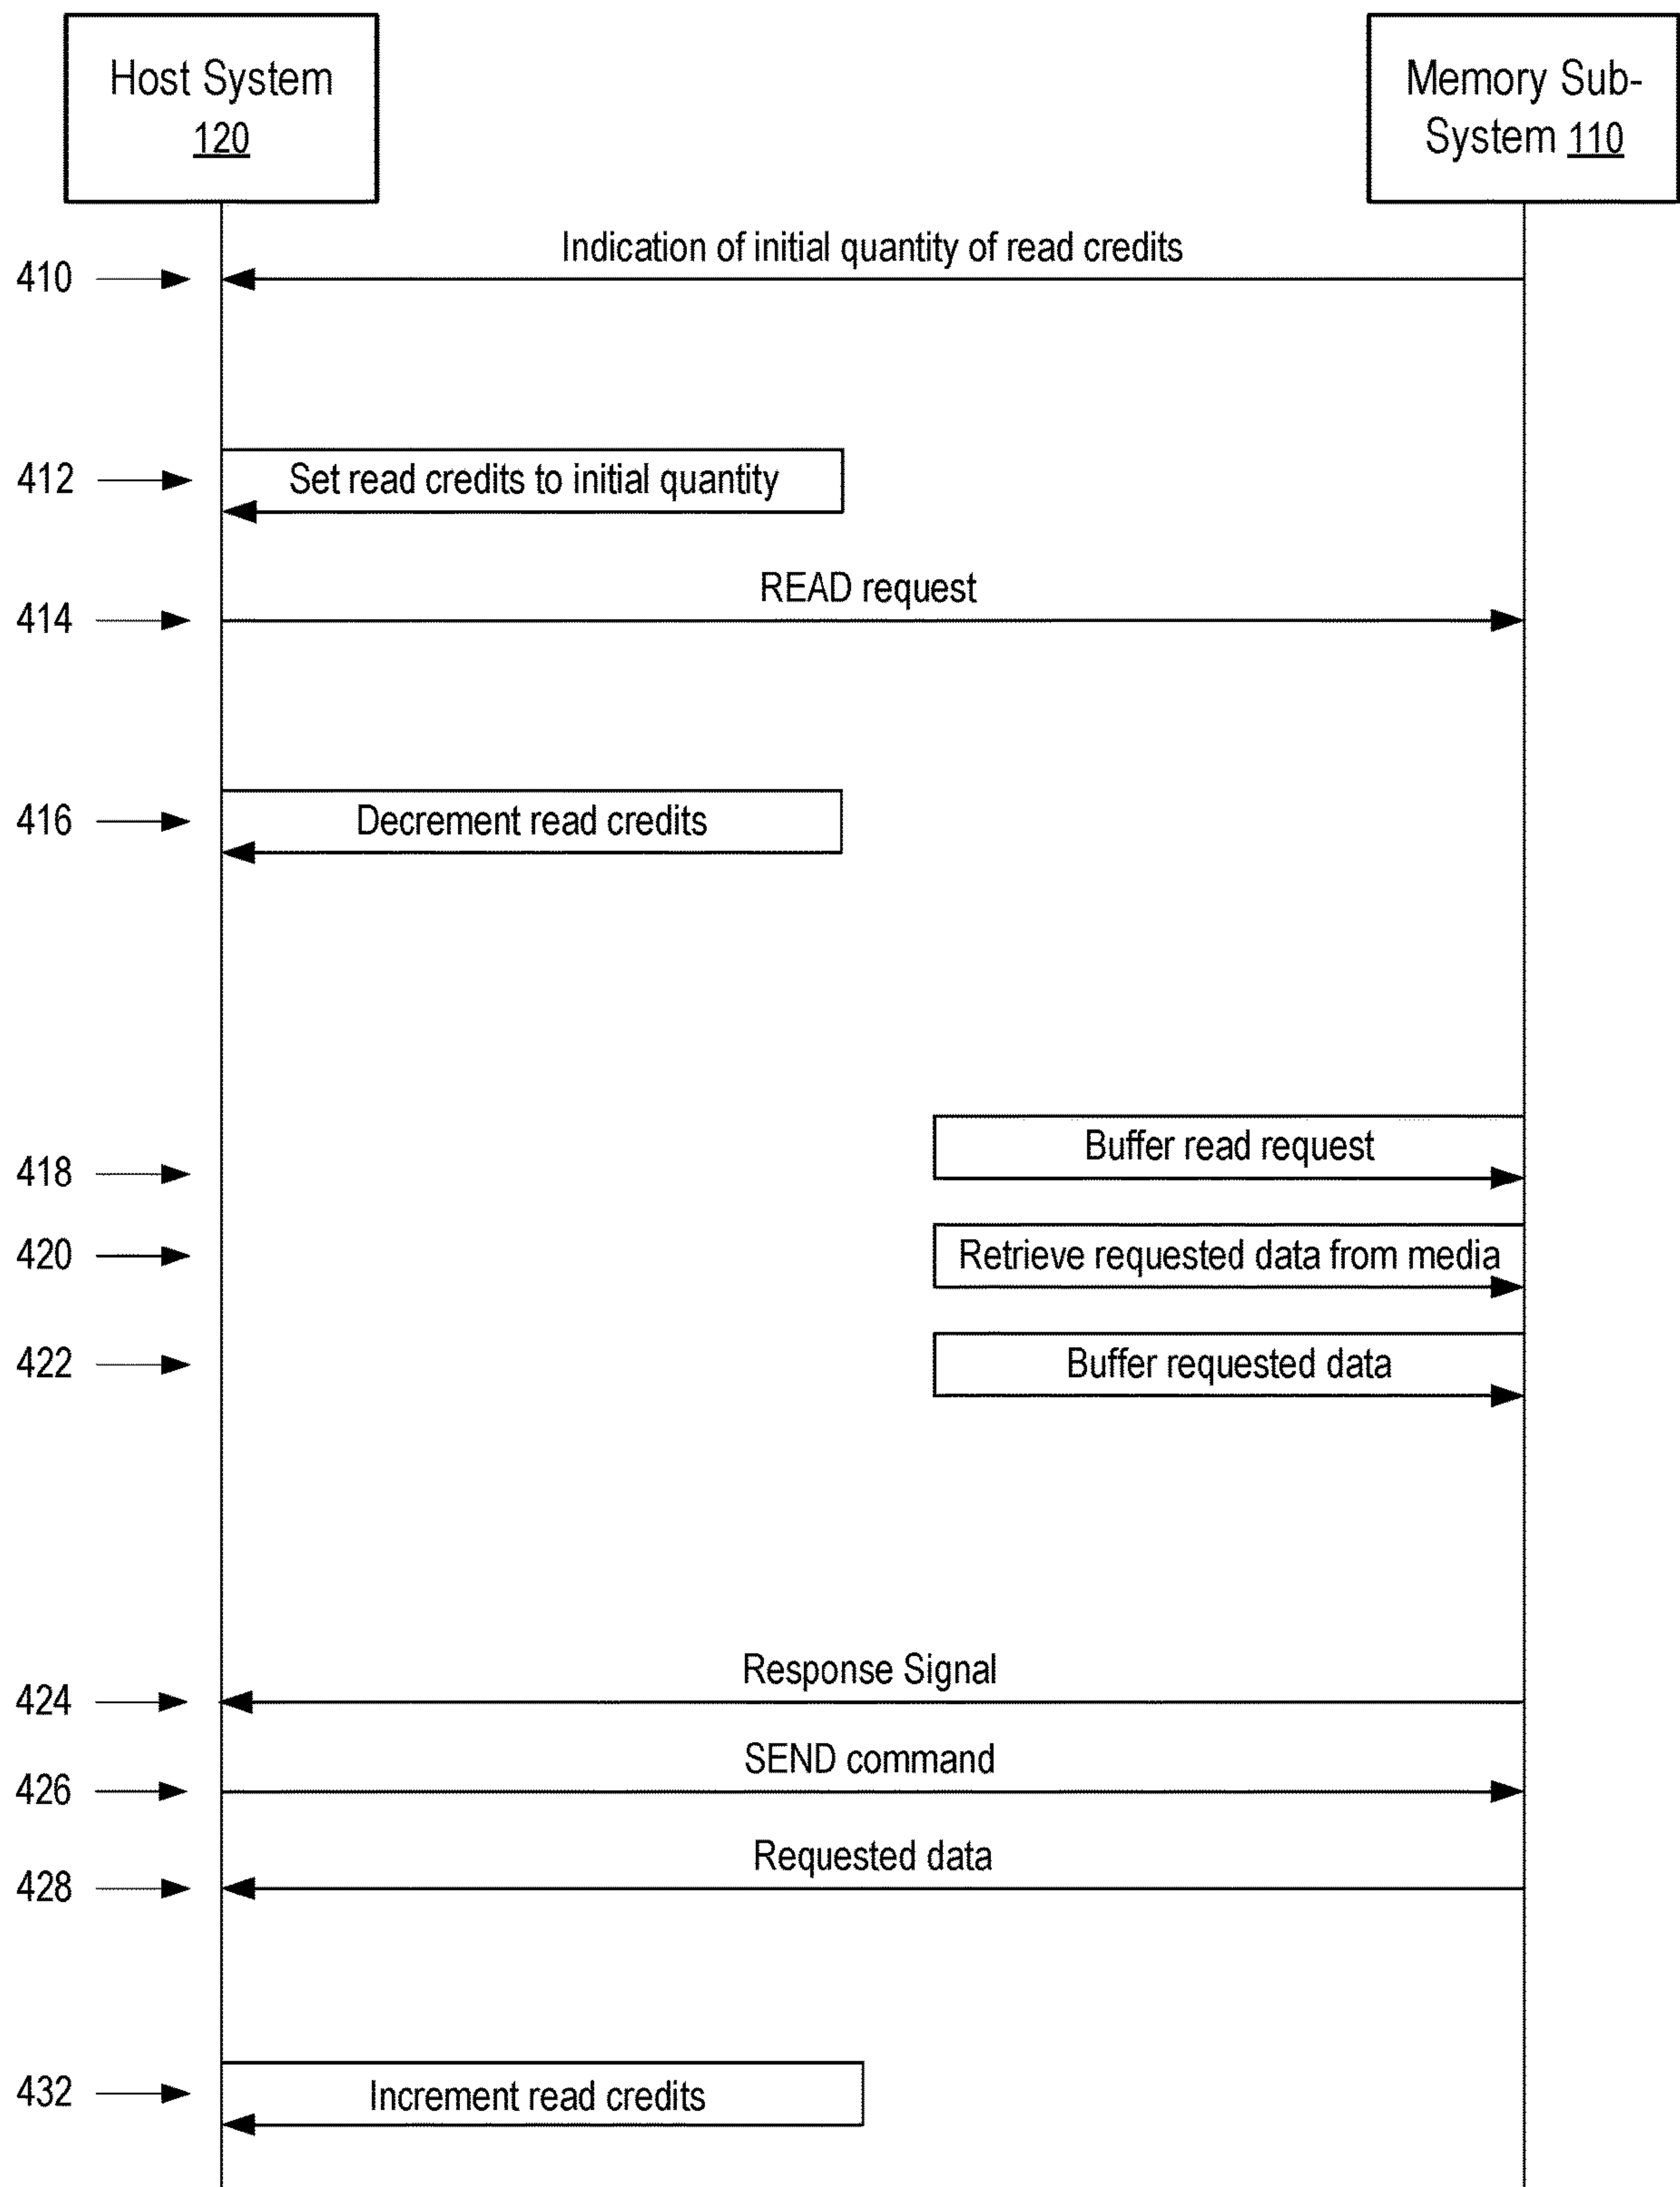 Host System
120
Memory Sub-
System 110
Indication of initial quantity of read credits
410
412
Set read credits to initial quantity
READ request
414
416
Decrement read credits
Buffer read request
418
420
Retrieve requested data from media
422
Buffer requested data
Response Signal
424
SEND command
426
Requested data
428
432
Increment read credits